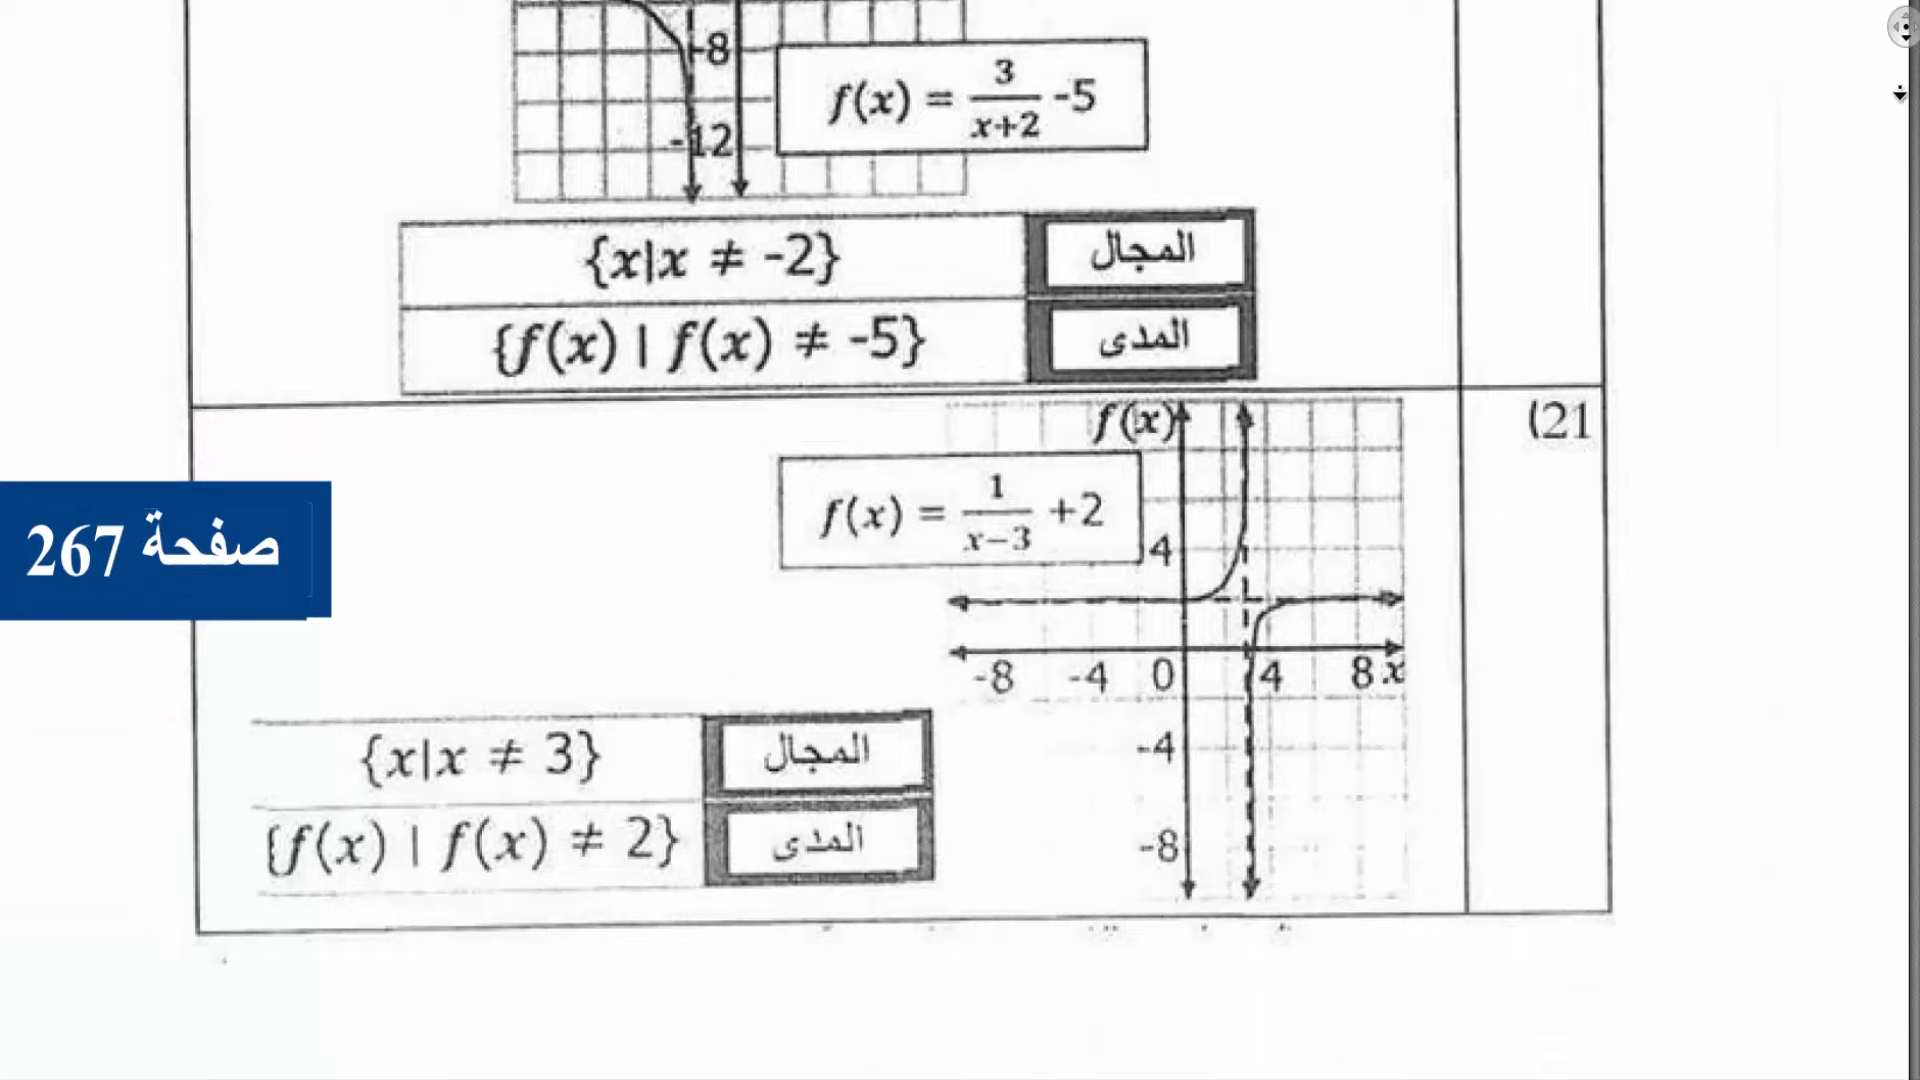 -8
-12
f(x) = 3/(x+2) -5
المجال {x|x ≠ -2}
المدى {f(x) | f(x) ≠ -5}
(21
f(x)
f(x) = 1/(x−3) +2
4
-8 -4 0 4 8 x
-4
-8
صفحة 267
المجال {x|x ≠ 3}
المدى {f(x) | f(x) ≠ 2}